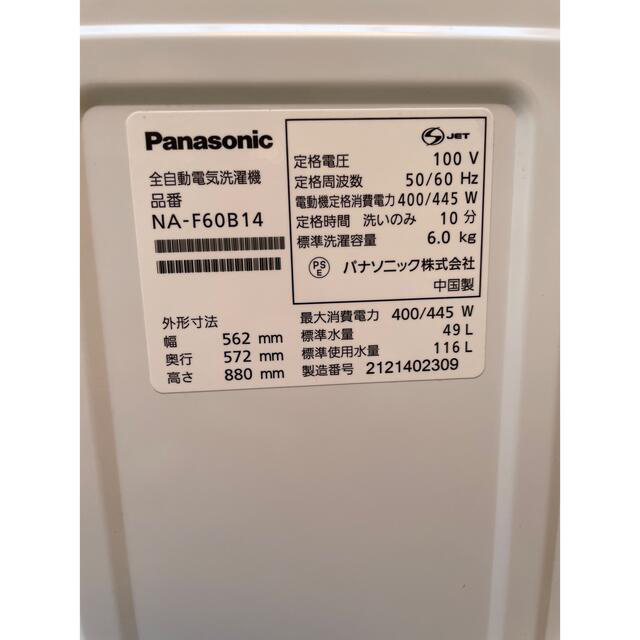 Panasonic
全自動電気洗濯機
品番
NA-F60B14
外形寸法
幅 562 mm
奥行 572 mm
高さ 880 mm
S JET
定格電圧 100 V
定格周波数 50/60 Hz
電動機定格消費電力 400/445 W
定格時間 洗いのみ 10 分
標準洗濯容量 6.0 kg
PS E パナソニック株式会社
中国製
最大消費電力 400/445 W
標準水量 49 L
標準使用水量 116 L
製造番号 2121402309